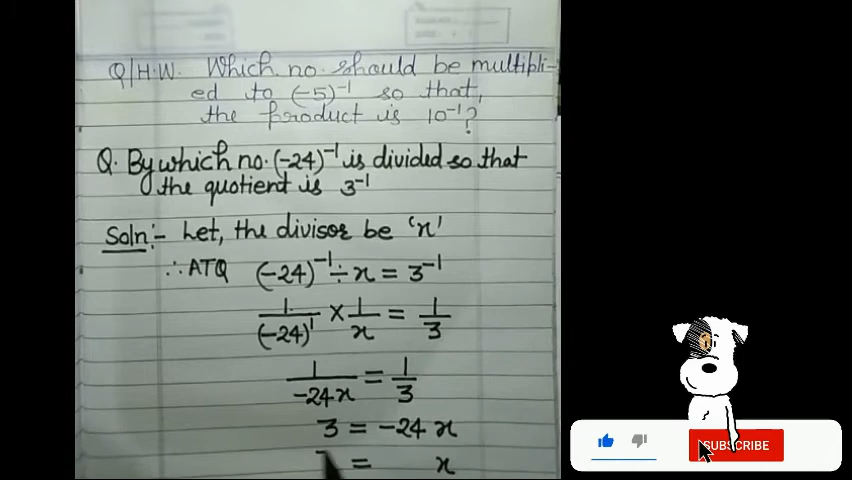 Q/H.W. Which no. should be multipli-
ed to (-5)⁻¹ so that,
the product is 10⁻¹?
Q. By which no. (-24)⁻¹ is divided so that
the quotient is 3⁻¹
Soln:- Let, the divisor be 'x'
∴ ATQ (-24)⁻¹ ÷ x = 3⁻¹
1/(-24)¹ × 1/x = 1/3
1/-24x = 1/3
3 = -24 x
= x
SUBSCRIBE